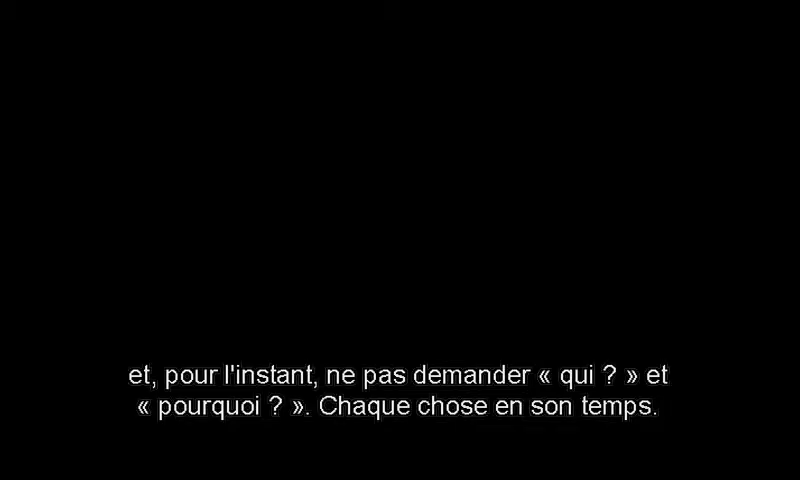 et, pour l'instant, ne pas demander « qui ? » et
« pourquoi ? ». Chaque chose en son temps.